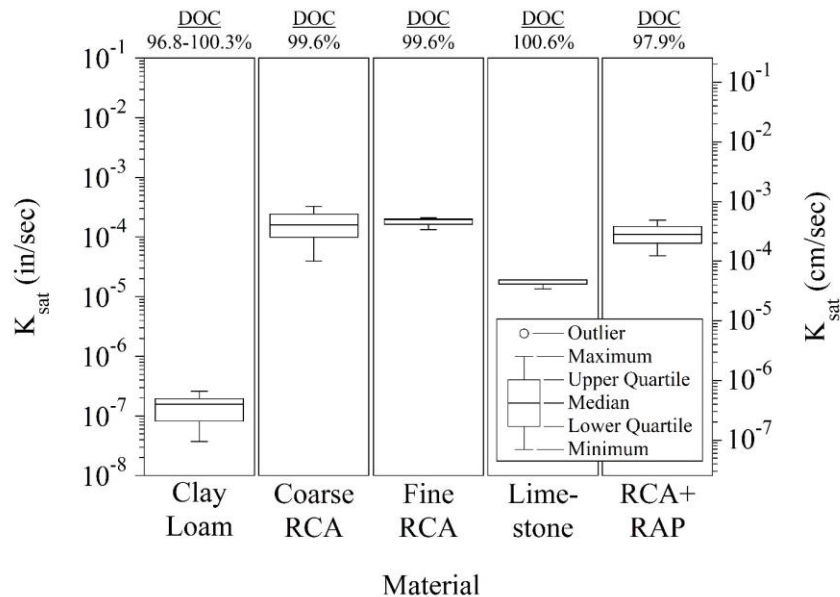 DOC
96.8-100.3%
DOC
99.6%
DOC
99.6%
DOC
100.6%
DOC
97.9%
10⁻¹
10⁻²
10⁻³
10⁻⁴
10⁻⁵
10⁻⁶
10⁻⁷
10⁻⁸
K_sat (in/sec)
10⁻¹
10⁻²
10⁻³
10⁻⁴
10⁻⁵
10⁻⁶
10⁻⁷
K_sat (cm/sec)
Outlier
Maximum
Upper Quartile
Median
Lower Quartile
Minimum
Clay
Loam
Coarse
RCA
Fine
RCA
Lime-
stone
RCA+
RAP
Material